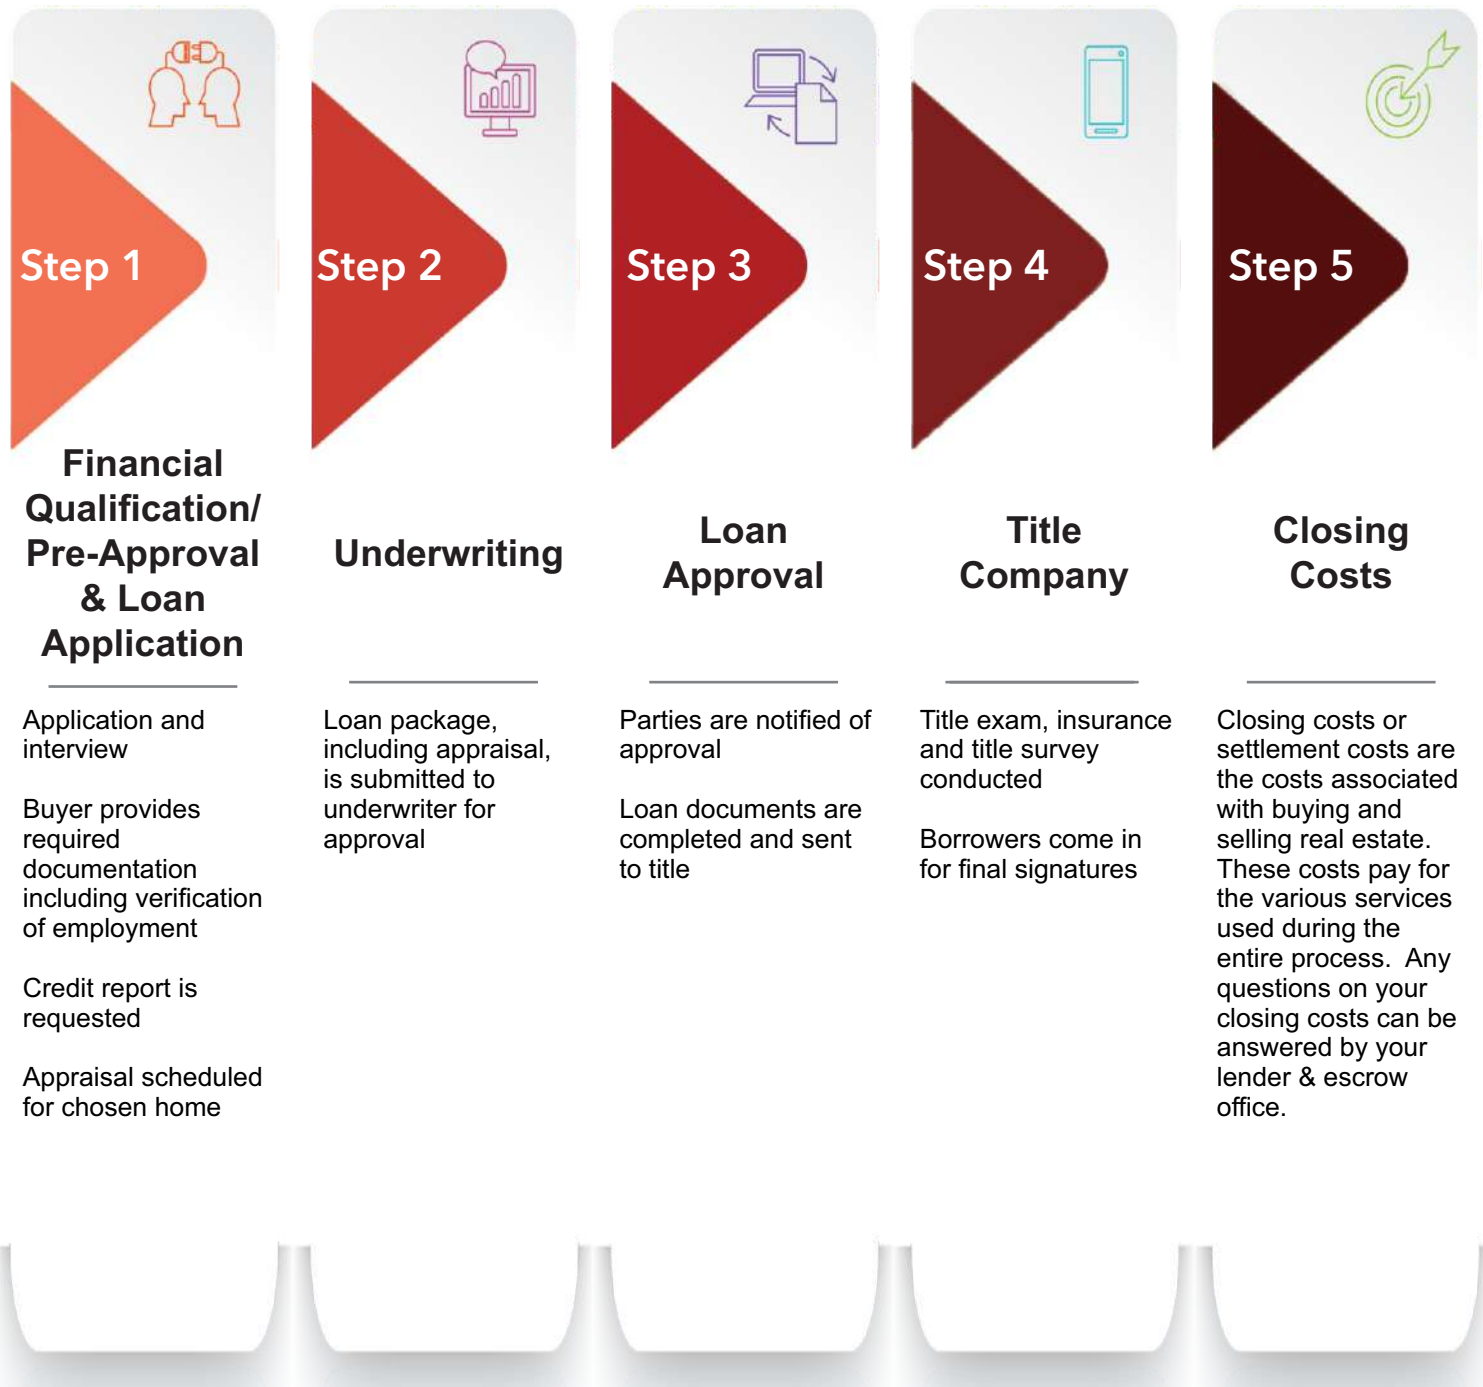 Step 1
Financial
Qualification/
Pre-Approval
& Loan
Application
Application and
interview
Buyer provides
required
documentation
including verification
of employment
Credit report is
requested
Appraisal scheduled
for chosen home
Step 2
Underwriting
Loan package,
including appraisal,
is submitted to
underwriter for
approval
Step 3
Loan
Approval
Parties are notified of
approval
Loan documents are
completed and sent
to title
Step 4
Title
Company
Title exam, insurance
and title survey
conducted
Borrowers come in
for final signatures
Step 5
Closing
Costs
Closing costs or
settlement costs are
the costs associated
with buying and
selling real estate.
These costs pay for
the various services
used during the
entire process.  Any
questions on your
closing costs can be
answered by your
lender & escrow
office.